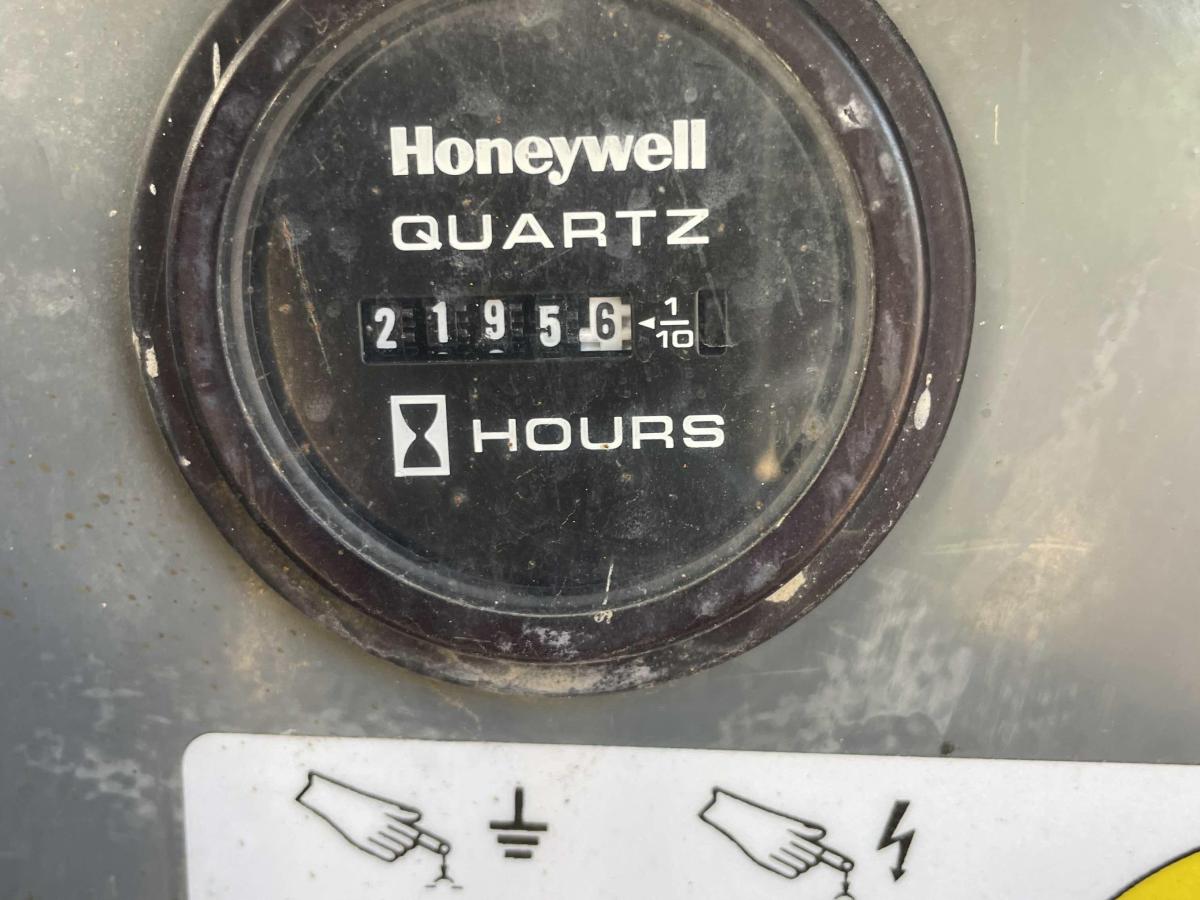 Honeywell
QUARTZ
21956 ◄1/10
HOURS